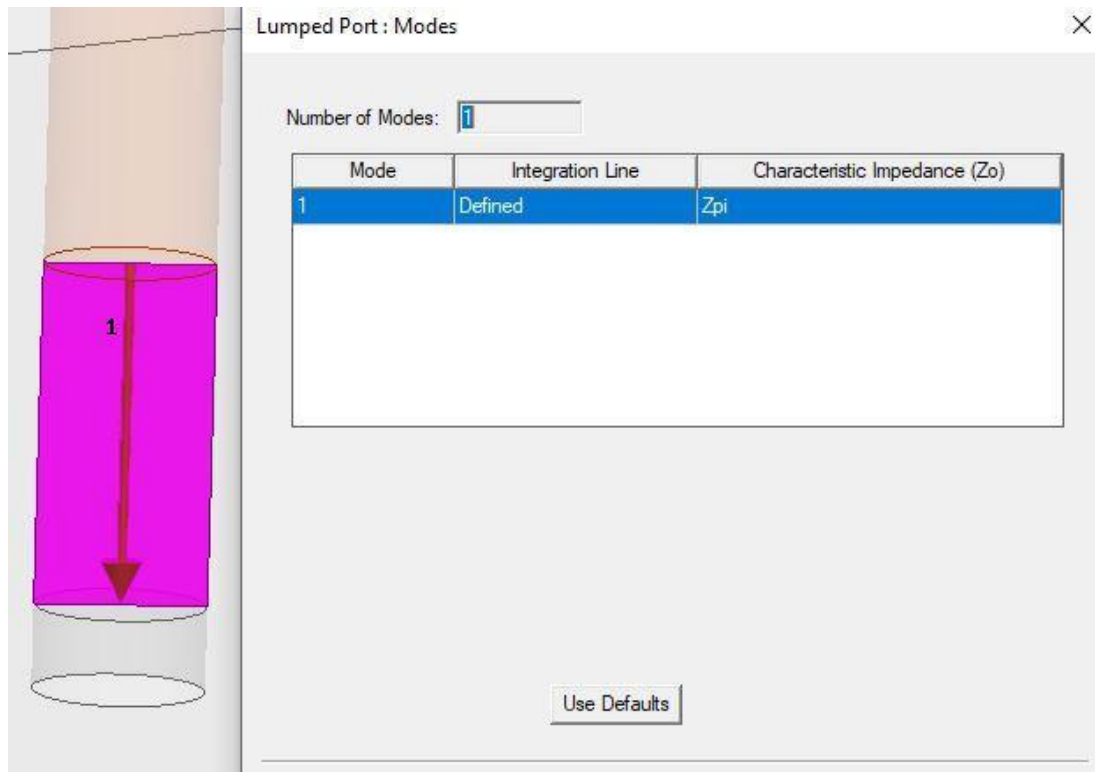 Lumped Port : Modes
Number of Modes: 1
Mode Integration Line Characteristic Impedance (Zo)
1 Defined Zpi
1
Use Defaults